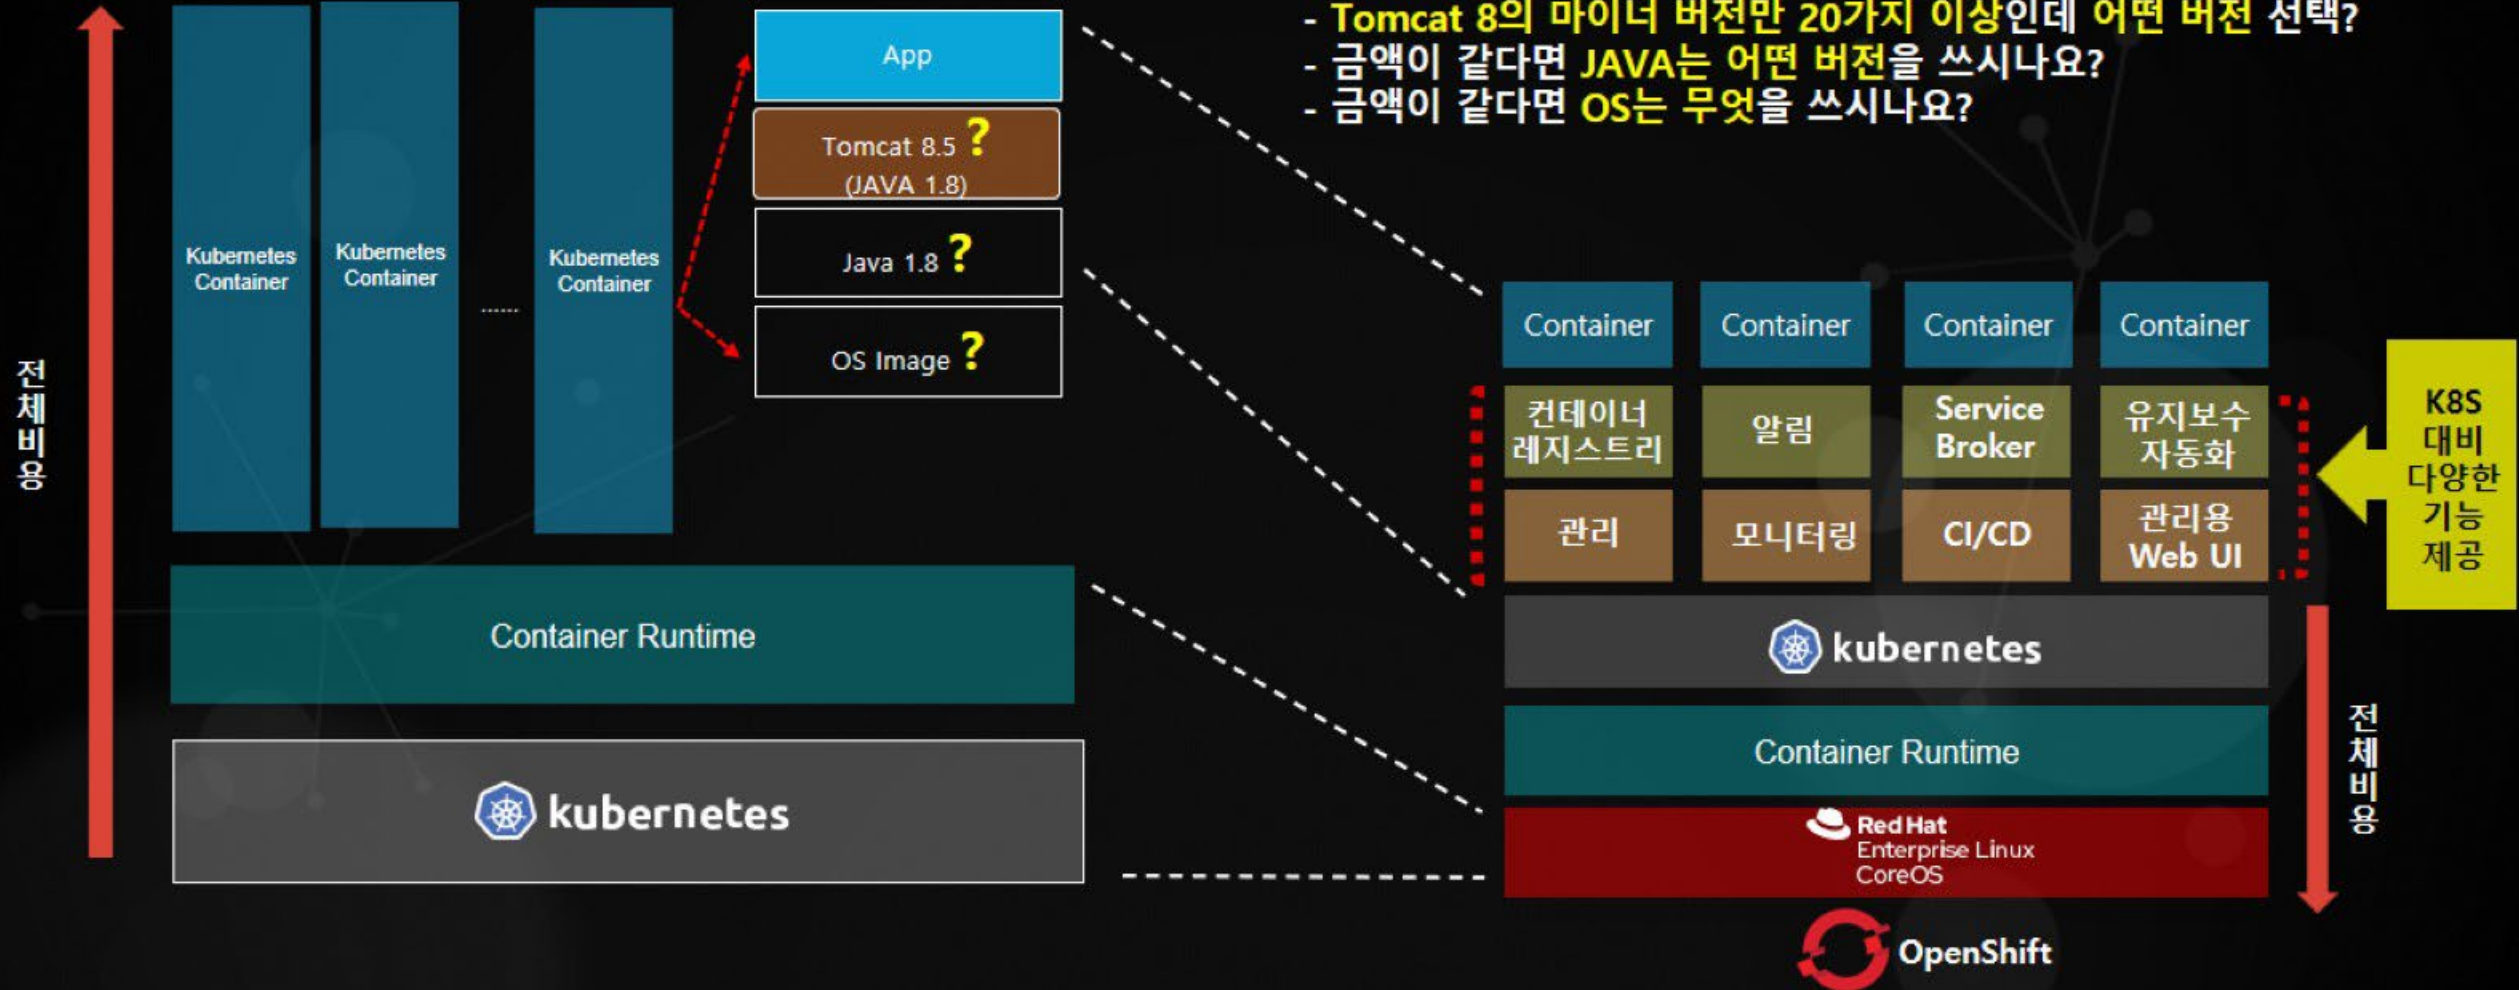 - Tomcat 8의 마이너 버전만 20가지 이상인데 어떤 버전 선택?
- 금액이 같다면 JAVA는 어떤 버전을 쓰시나요?
- 금액이 같다면 OS는 무엇을 쓰시나요?
전체비용
Kubernetes
Container
Kubernetes
Container
......
Kubernetes
Container
App
Tomcat 8.5 ?
(JAVA 1.8)
Java 1.8 ?
OS Image ?
Container Runtime
kubernetes
Container
Container
Container
Container
컨테이너
레지스트리
알림
Service
Broker
유지보수
자동화
관리
모니터링
CI/CD
관리용
Web UI
kubernetes
Container Runtime
Red Hat
Enterprise Linux
CoreOS
OpenShift
K8S
대비
다양한
기능
제공
전체비용